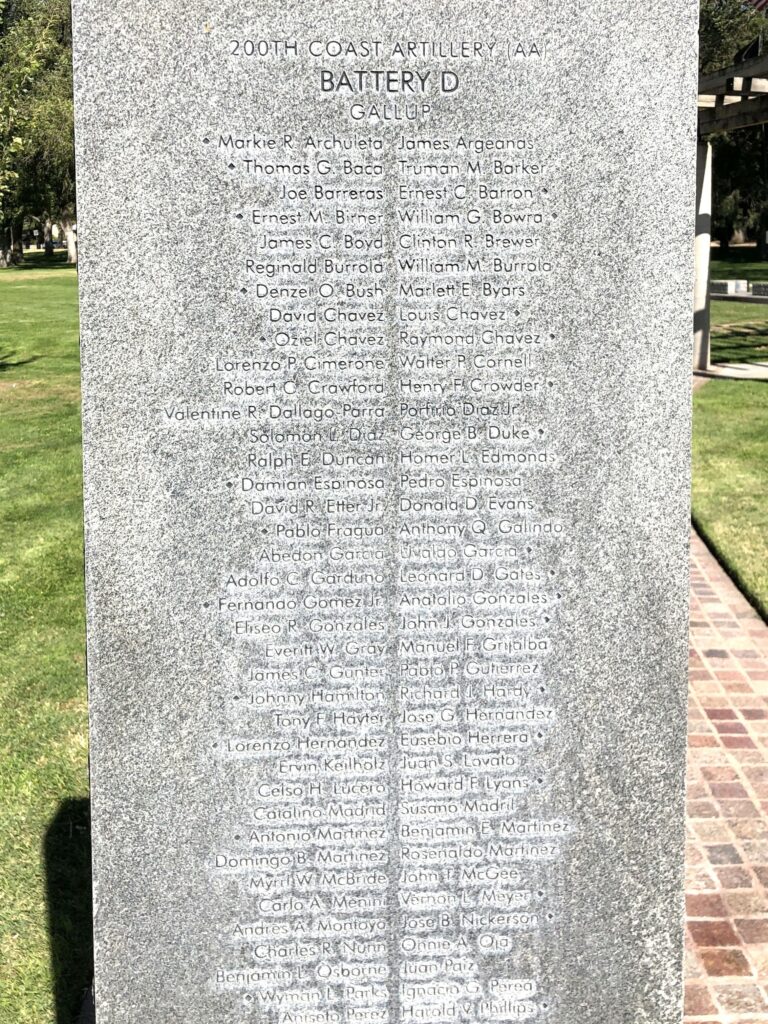 200TH COAST ARTILLERY (AA)
BATTERY D
GALLUP
◆ Markie R. Archuleta James Argeanas
◆ Thomas G. Baca Truman M. Barker
Joe Barreras Ernest C. Barron ◆
◆ Ernest M. Birner William G. Bowra ◆
James C. Boyd Clinton R. Brewer
Reginald Burrola William M. Burrolo
◆ Denzel O. Bush Marlett E. Byars
David Chavez Louis Chavez ◆
◆ Oziel Chavez Raymond Chavez ◆
Lorenzo P. Cimerone Walter P. Cornell
Robert O. Crawford Henry F. Crowder ◆
Valentine R. Dallago Parra Porfirio Diaz Jr.
Soloman L. Diaz George B. Duke ◆
Ralph E. Duncan Homer L. Edmonds
◆ Damian Espinosa Pedro Espinosa
David R. Etter Jr. Donald D. Evans
◆ Pablo Fragua Anthony Q. Galindo
Abedon Garcia Uvaldo Garcia ◆
Adolfo C. Garduno Leonard D. Gates ◆
◆ Fernando Gomez Jr. Anatolio Gonzales ◆
Eliseo R. Gonzales John J. Gonzales ◆
Everitt W. Gray Manuel F. Grijalba
James C. Gunter Pablo P. Gutierrez
◆ Johnny Hamilton Richard J. Hardy ◆
Tony F. Hayter Jose G. Hernandez
◆ Lorenzo Hernandez Eusebio Herrera ◆
Ervin Keilholz Juan S. Lovato
Celso H. Lucero Howard F. Lyans ◆
Catalino Madrid Susano Madril
◆ Antonio Martinez Benjamin E. Martinez
Domingo B. Martinez Rosenaldo Martinez
Myrrl W. McBride John T. McGee
Carlo A. Menini Vernon L. Meyer ◆
Andres A. Montoya Jose B. Nickerson ◆
Charles R. Nunn Onnie A. Oja
Benjamin L. Osborne Juan Paiz
◆ Wyman L. Parks Ignacio G. Perea
Aniselo Perez Harold V. Phillips ◆